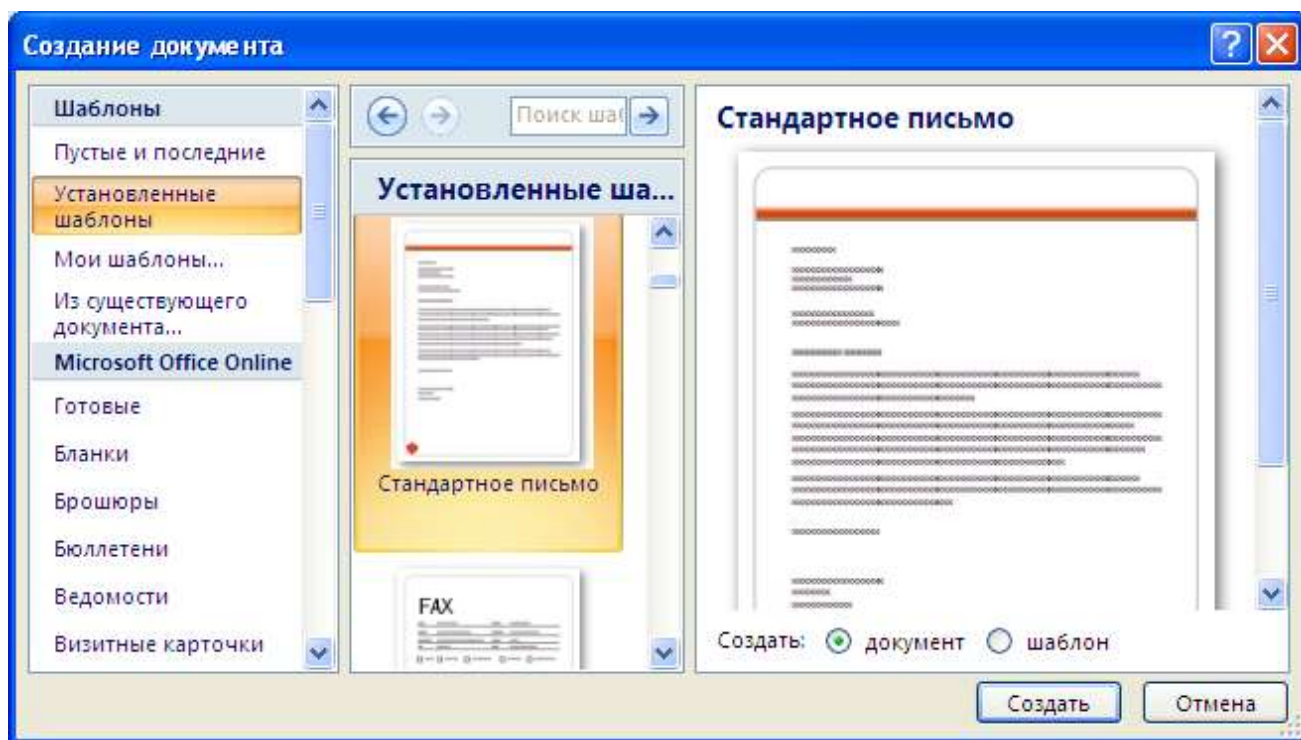 Создание документа
Шаблоны
Пустые и последние
Установленные
шаблоны
Мои шаблоны...
Из существующего
документа...
Microsoft Office Online
Готовые
Бланки
Брошюры
Бюллетени
Ведомости
Визитные карточки
Поиск ша
Установленные ша...
Стандартное письмо
FAX
Стандартное письмо
Создать: документ шаблон
Создать Отмена